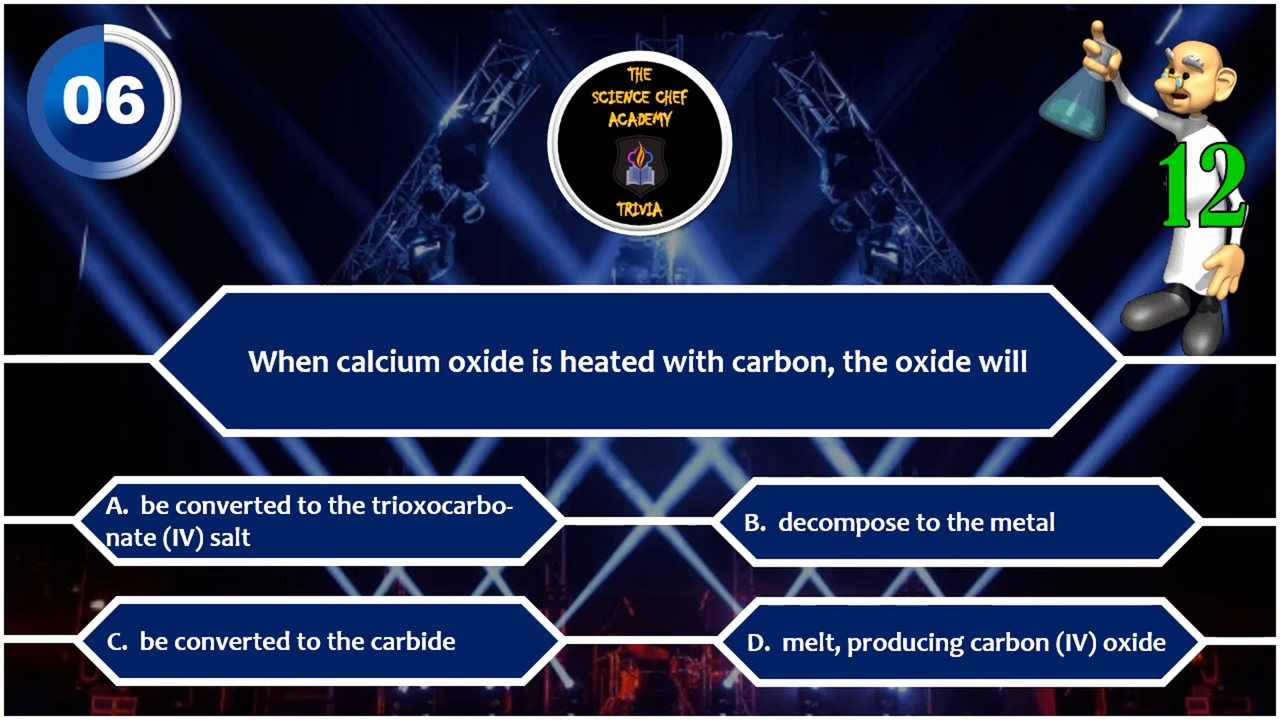 06
THE
SCIENCE CHEF
ACADEMY
TRIVIA
12
When calcium oxide is heated with carbon, the oxide will
A. be converted to the trioxocarbo-
nate (IV) salt
B. decompose to the metal
C. be converted to the carbide
D. melt, producing carbon (IV) oxide